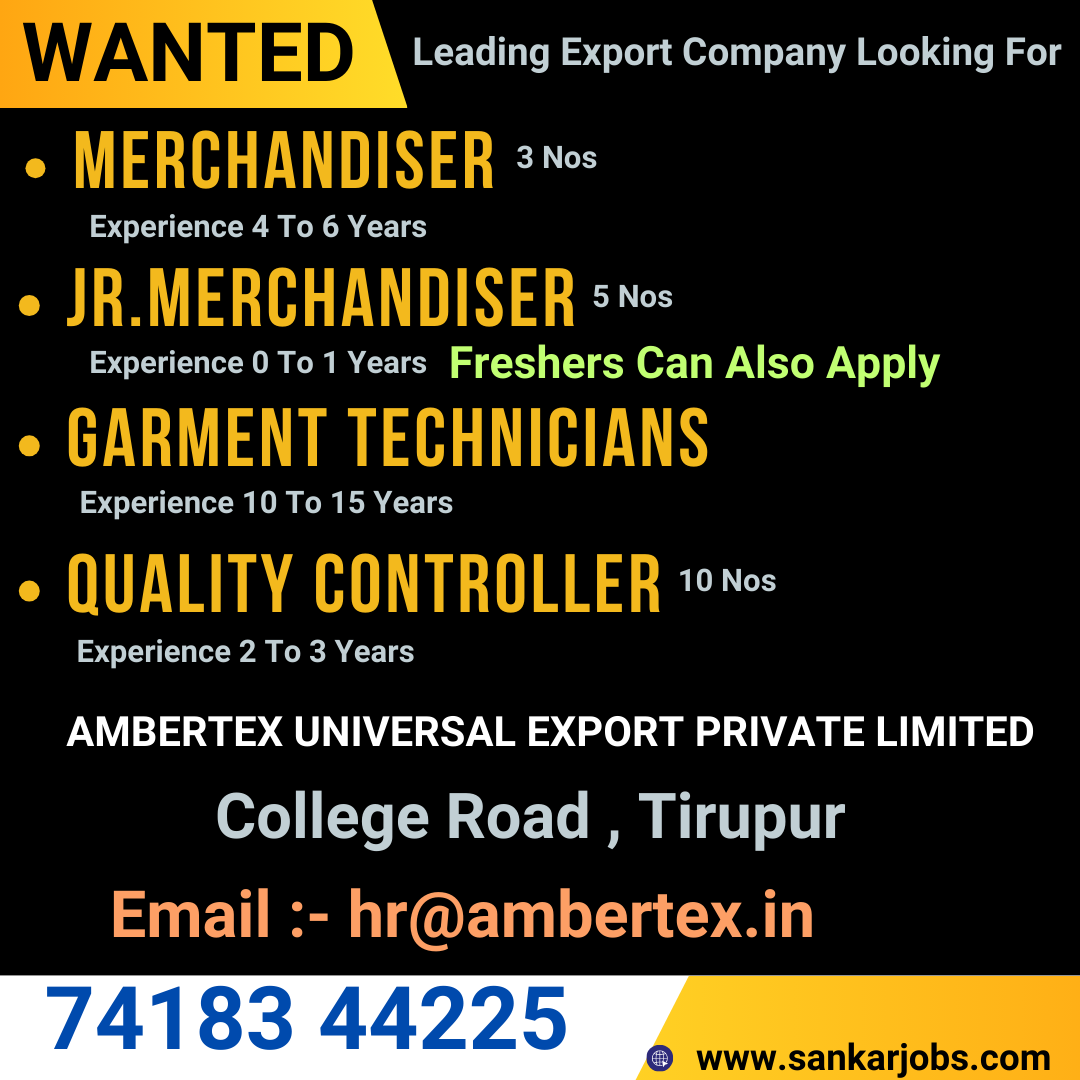 WANTED
Leading Export Company Looking For
• MERCHANDISER 3 Nos
Experience 4 To 6 Years
• JR.MERCHANDISER 5 Nos
Experience 0 To 1 Years Freshers Can Also Apply
• GARMENT TECHNICIANS
Experience 10 To 15 Years
• QUALITY CONTROLLER 10 Nos
Experience 2 To 3 Years
AMBERTEX UNIVERSAL EXPORT PRIVATE LIMITED
College Road , Tirupur
Email :- hr@ambertex.in
74183 44225
www.sankarjobs.com